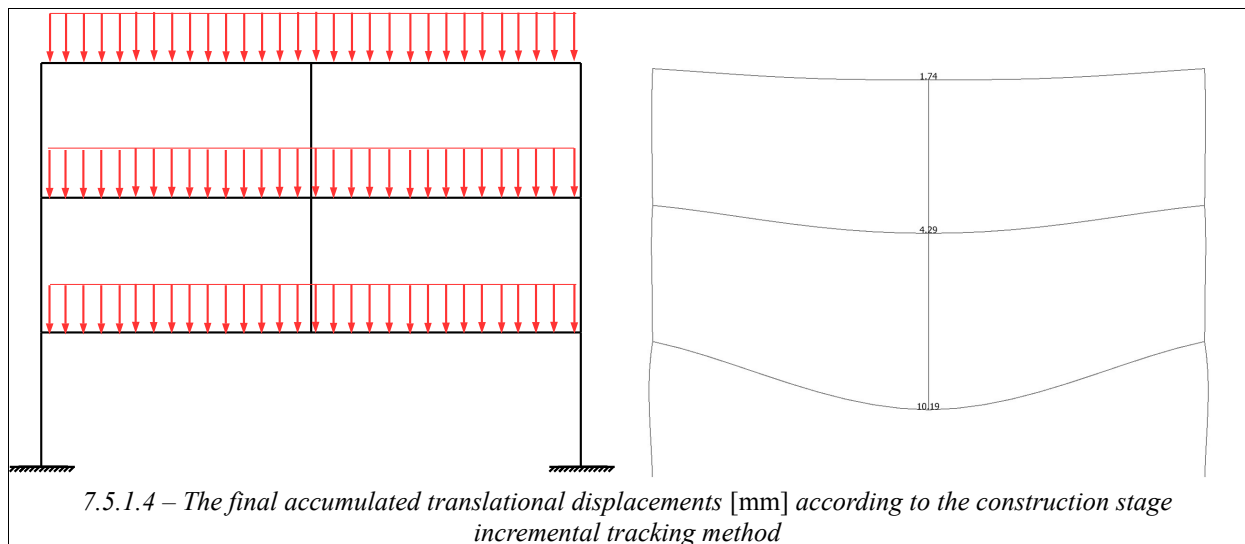 1.74
4.29
10.19
7.5.1.4 – The final accumulated translational displacements [mm] according to the construction stage
incremental tracking method